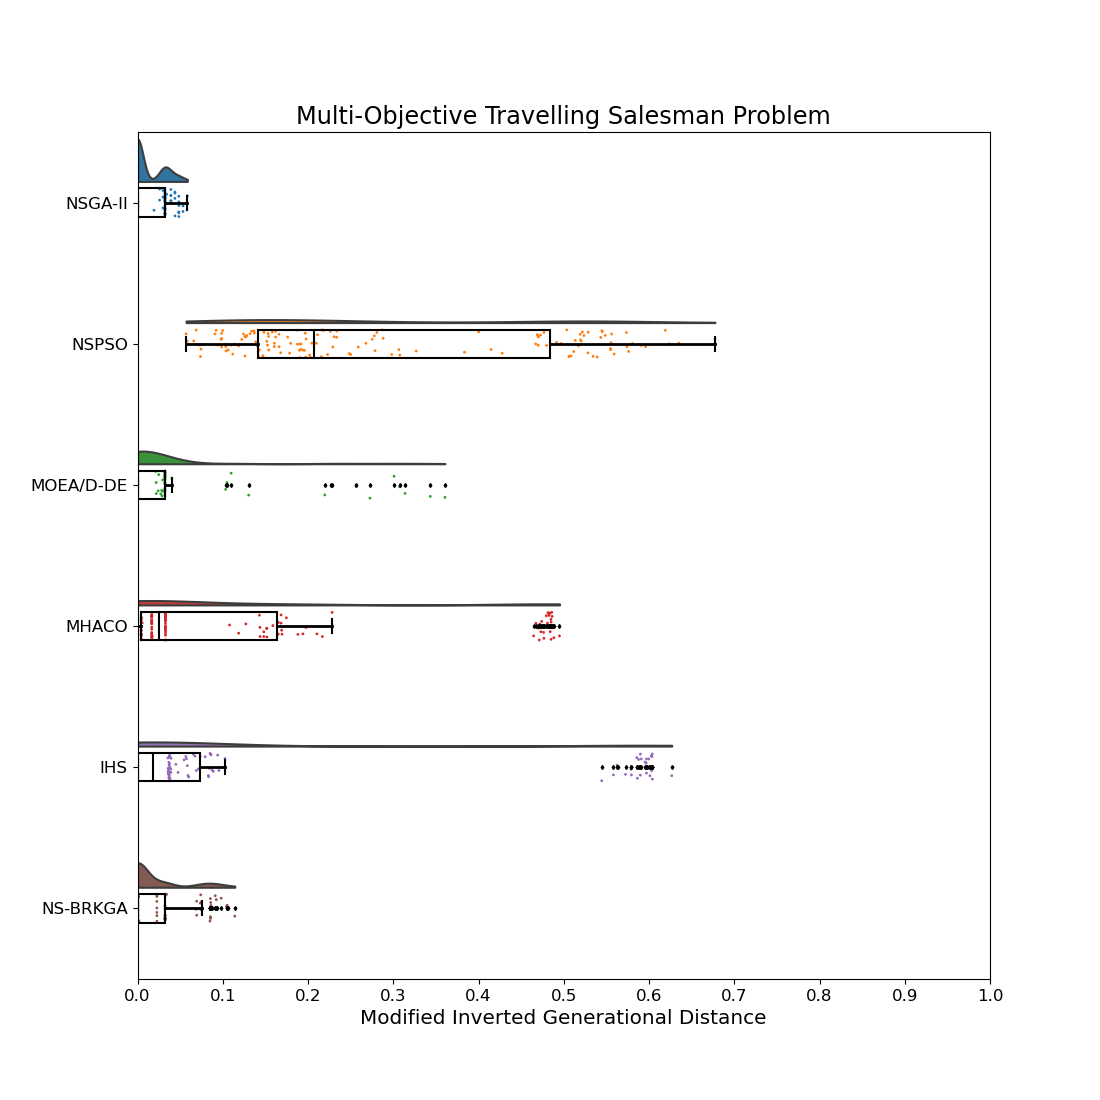 Multi-Objective Travelling Salesman Problem
NSGA-II
NSPSO
MOEA/D-DE
MHACO
IHS
NS-BRKGA
0.0 0.1 0.2 0.3 0.4 0.5 0.6 0.7 0.8 0.9 1.0
Modified Inverted Generational Distance